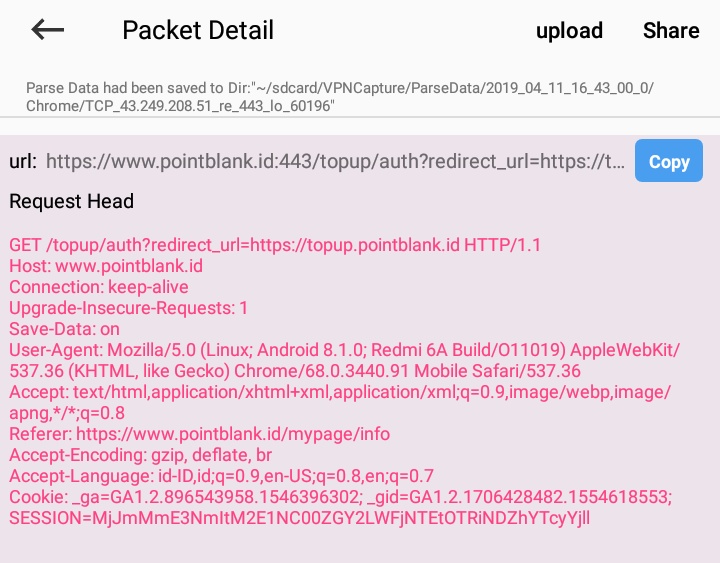 Packet Detail
upload
Share
Parse Data had been saved to Dir:"~/sdcard/VPNCapture/ParseData/2019_04_11_16_43_00_0/
Chrome/TCP_43.249.208.51_re_443_lo_60196"
url: https://www.pointblank.id:443/topup/auth?redirect_url=https://t...
Copy
Request Head
GET /topup/auth?redirect_url=https://topup.pointblank.id HTTP/1.1
Host: www.pointblank.id
Connection: keep-alive
Upgrade-Insecure-Requests: 1
Save-Data: on
User-Agent: Mozilla/5.0 (Linux; Android 8.1.0; Redmi 6A Build/O11019) AppleWebKit/
537.36 (KHTML, like Gecko) Chrome/68.0.3440.91 Mobile Safari/537.36
Accept: text/html,application/xhtml+xml,application/xml;q=0.9,image/webp,image/
apng,*/*;q=0.8
Referer: https://www.pointblank.id/mypage/info
Accept-Encoding: gzip, deflate, br
Accept-Language: id-ID,id;q=0.9,en-US;q=0.8,en;q=0.7
Cookie: _ga=GA1.2.896543958.1546396302; _gid=GA1.2.1706428482.1554618553;
SESSION=MjJmMmE3NmItM2E1NC00ZGY2LWFjNTEtOTRiNDZhYTcyYjll